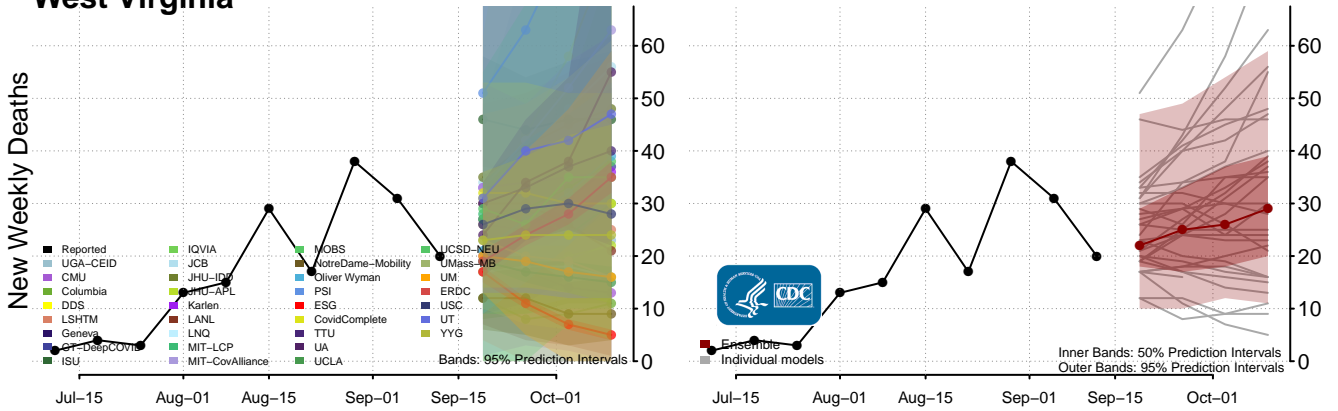 West Virginia
New Weekly Deaths
60
50
40
30
20
10
0
Reported
UGA−CEID
CMU
Columbia
DDS
LSHTM
Geneva
GT−DeepCOVID
ISU
IQVIA
JCB
JHU−IDD
JHU−APL
Karlen
LANL
LNQ
MIT−LCP
MIT−CovAlliance
MOBS
NotreDame−Mobility
Oliver Wyman
PSI
ESG
CovidComplete
TTU
UA
UCLA
UCSD−NEU
UMass−MB
UM
ERDC
USC
UT
YYG
Bands: 95% Prediction Intervals
Jul−15
Aug−01
Aug−15
Sep−01
Sep−15
Oct−01
60
50
40
30
20
10
0
CDC
Ensemble
Individual models
Inner Bands: 50% Prediction Intervals
Outer Bands: 95% Prediction Intervals
Jul−15
Aug−01
Aug−15
Sep−01
Sep−15
Oct−01